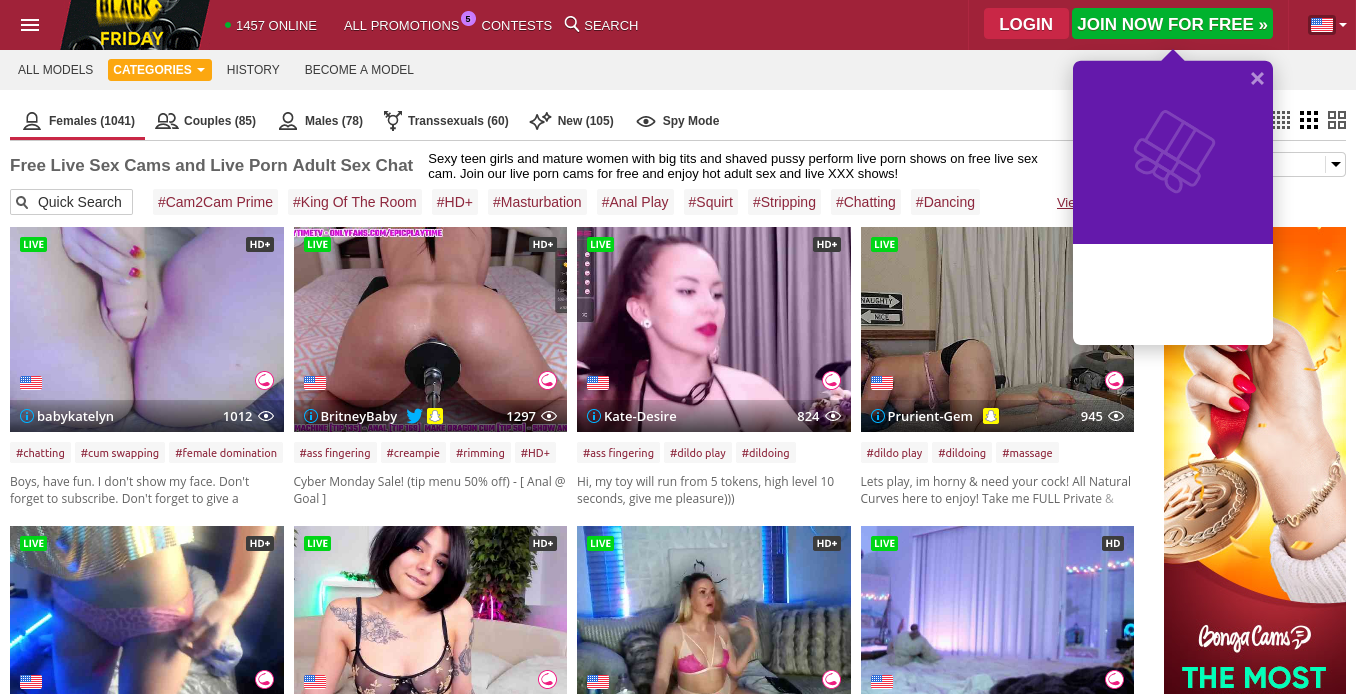 BLACK
FRIDAY
1457 ONLINE
ALL PROMOTIONS
5
CONTESTS
SEARCH
LOGIN
JOIN NOW FOR FREE »
ALL MODELS
CATEGORIES
HISTORY
BECOME A MODEL
Females (1041)
Couples (85)
Males (78)
Transsexuals (60)
New (105)
Spy Mode
Free Live Sex Cams and Live Porn Adult Sex Chat
Sexy teen girls and mature women with big tits and shaved pussy perform live porn shows on free live sex
cam. Join our live porn cams for free and enjoy hot adult sex and live XXX shows!
Quick Search
#Cam2Cam Prime
#King Of The Room
#HD+
#Masturbation
#Anal Play
#Squirt
#Stripping
#Chatting
#Dancing
LIVE
HD+
babykatelyn
1012
LIVE
HD+
ONLYFANS.COM/EPICPLAYTIME
BritneyBaby
1297
LIVE
HD+
Kate-Desire
824
LIVE
NAUGHTY
NICE
Prurient-Gem
945
#chatting
#cum swapping
#female domination
#ass fingering
#creampie
#rimming
#HD+
#ass fingering
#dildo play
#dildoing
#dildo play
#dildoing
#massage
Boys, have fun. I don't show my face. Don't
forget to subscribe. Don't forget to give a
Cyber Monday Sale! (tip menu 50% off) - [ Anal @
Goal ]
Hi, my toy will run from 5 tokens, high level 10
seconds, give me pleasure)))
Lets play, im horny & need your cock! All Natural
Curves here to enjoy! Take me FULL Private &
LIVE
HD+
LIVE
HD+
LIVE
HD+
LIVE
HD
BongaCams
THE MOST